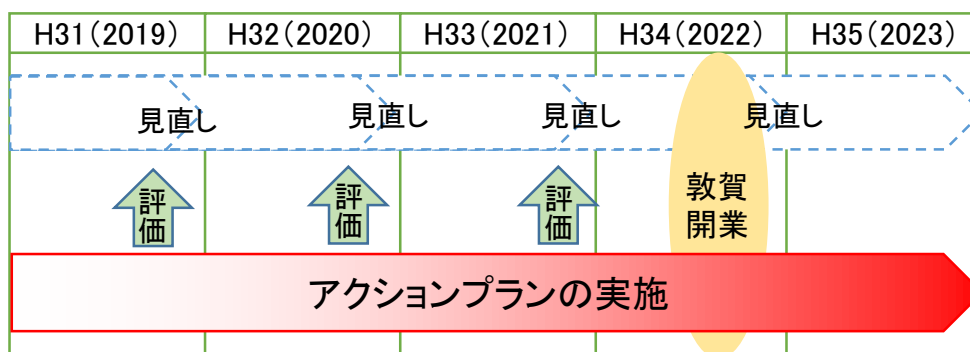 H31(2019) H32(2020) H33(2021) H34(2022) H35(2023)
見直し 見直し 見直し 見直し
評価 評価 評価
敦賀
開業
アクションプランの実施